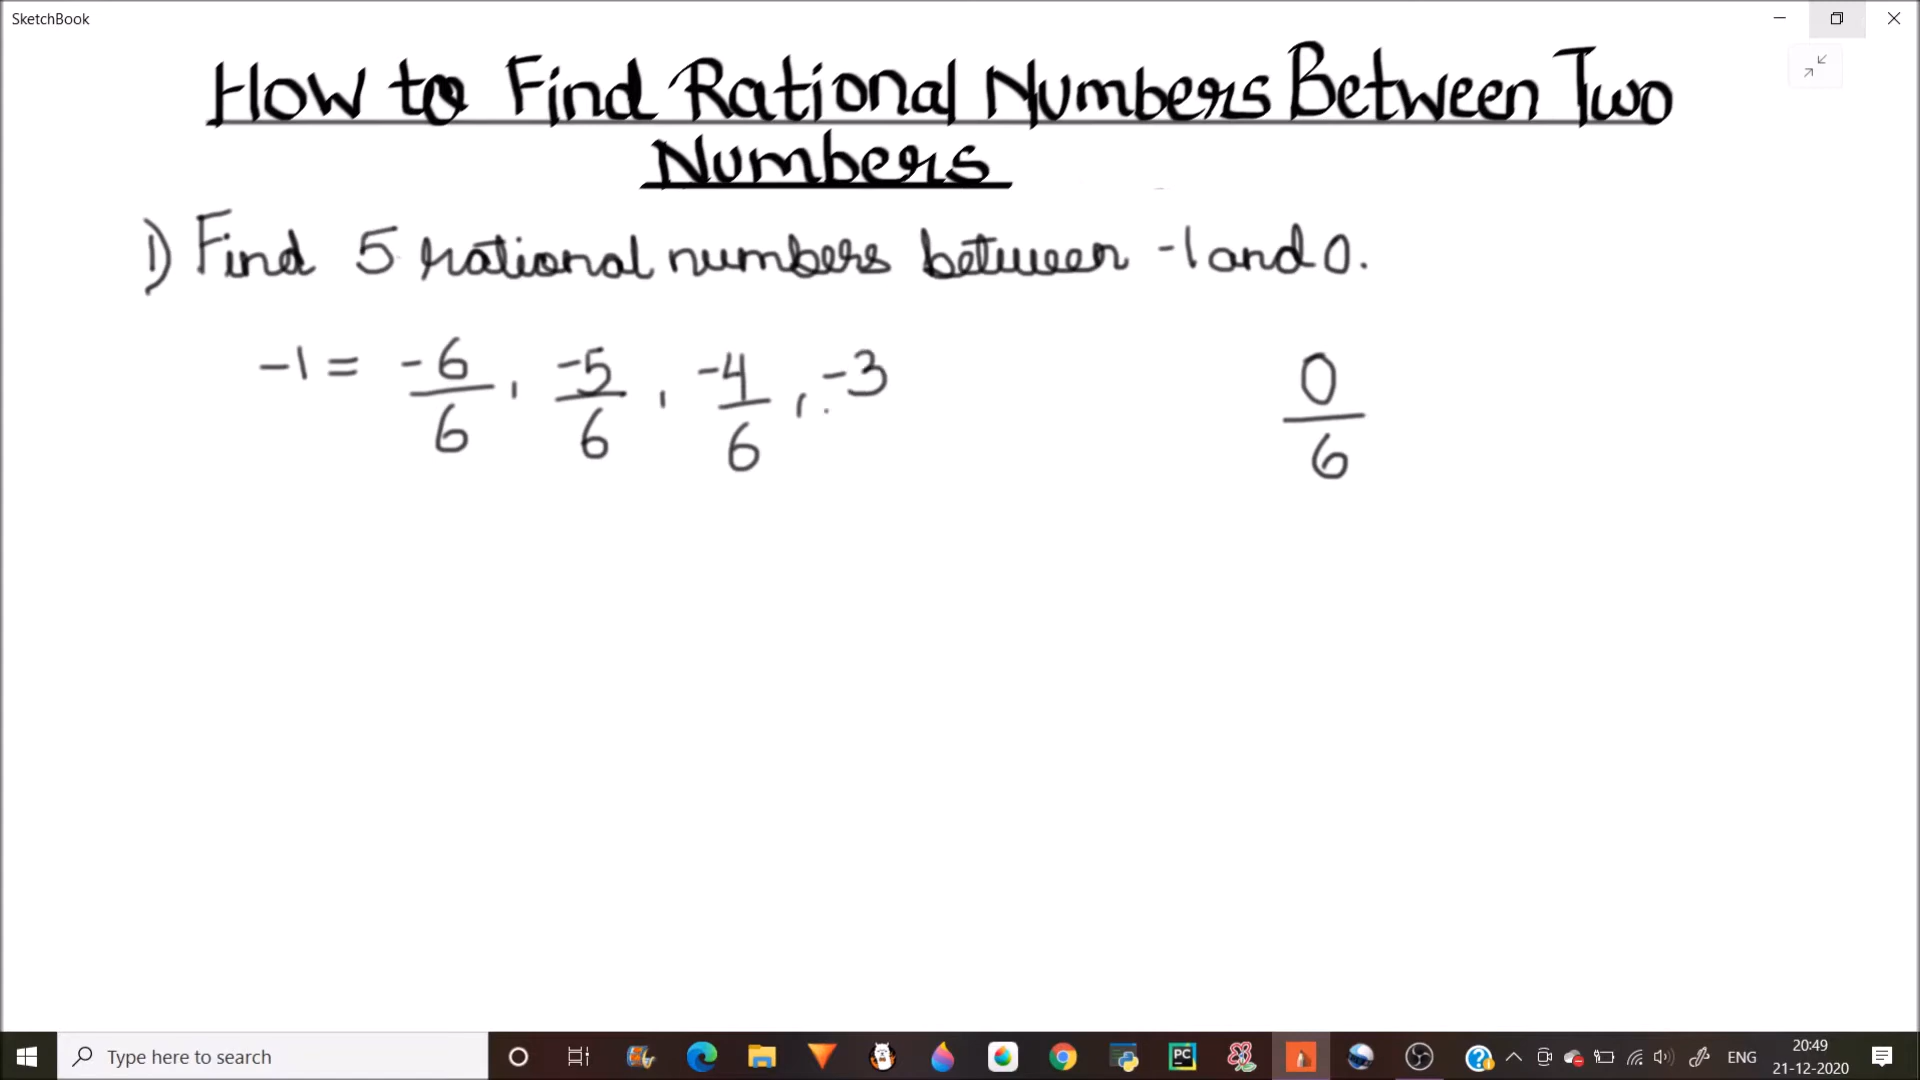 SketchBook
How to Find Rational Numbers Between Two
Numbers
1) Find 5 rational numbers between -1 and 0.
-1 = -6/6, -5/6, -4/6, -3 0/6
Type here to search
PC
ENG
20:49
21-12-2020